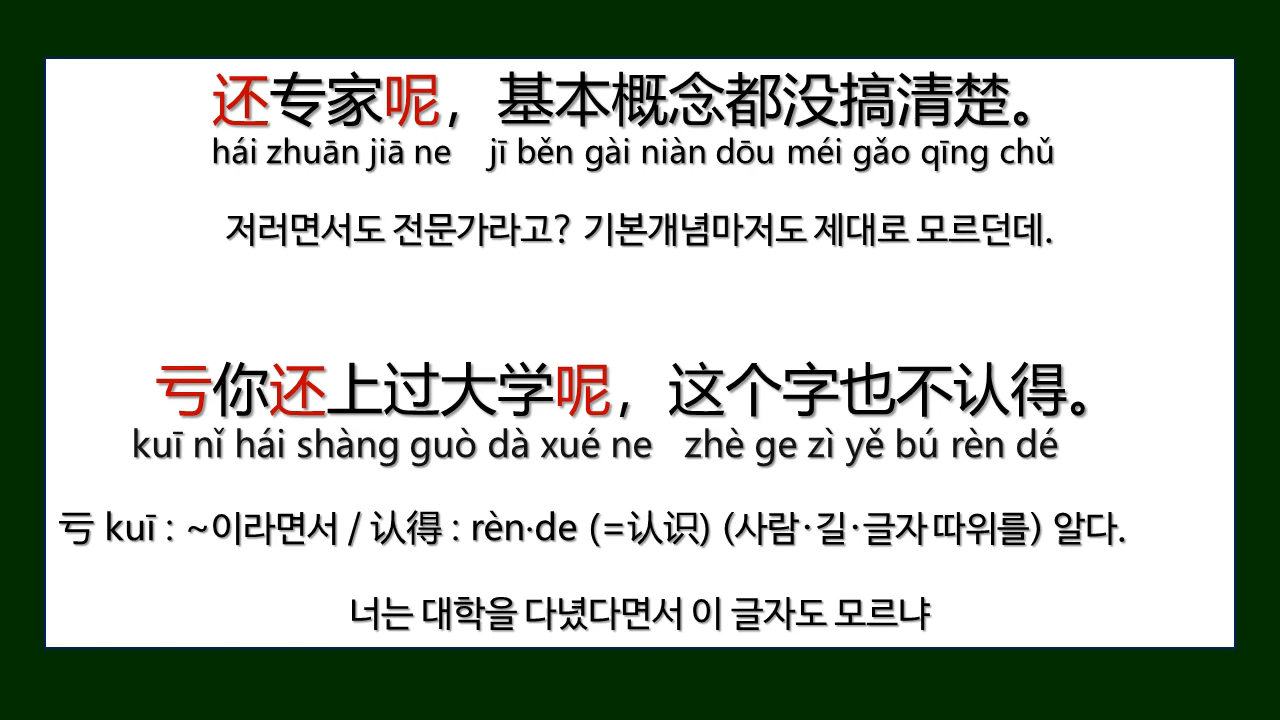 还专家呢，基本概念都没搞清楚。
hái zhuān jiā ne jī běn gài niàn dōu méi gǎo qīng chǔ
저러면서도 전문가라고? 기본개념마저도 제대로 모르던데.
亏你还上过大学呢，这个字也不认得。
kuī nǐ hái shàng guò dà xué ne zhè ge zì yě bú rèn dé
亏 kuī : ~이라면서 / 认得 : rèn·de (=认识) (사람·길·글자 따위를) 알다.
너는 대학을 다녔다면서 이 글자도 모르냐